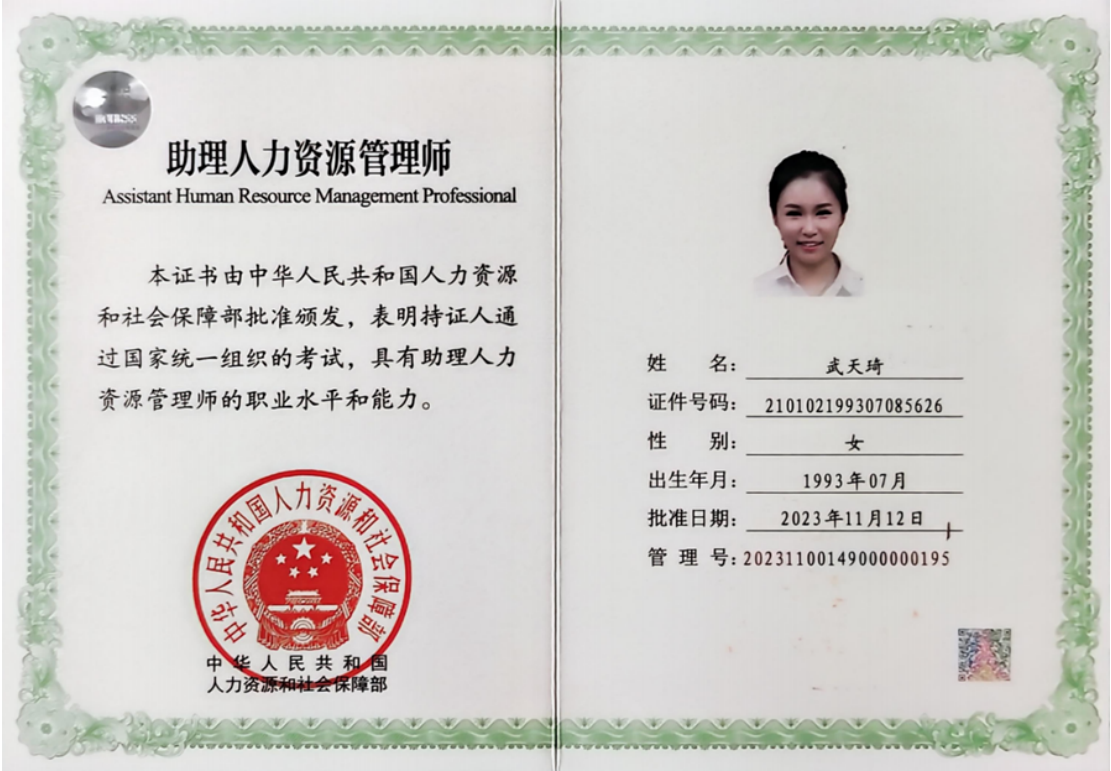 助理人力资源管理师
Assistant Human Resource Management Professional
本证书由中华人民共和国人力资源
和社会保障部批准颁发，表明持证人通
过国家统一组织的考试，具有助理人力
资源管理师的职业水平和能力。
中华人民共和国人力资源和社会保障部
中华人民共和国
人力资源和社会保障部
姓 名：武天琦
证件号码：210102199307085626
性 别：女
出生年月：1993年07月
批准日期：2023年11月12日
管 理 号：20231100149000000195